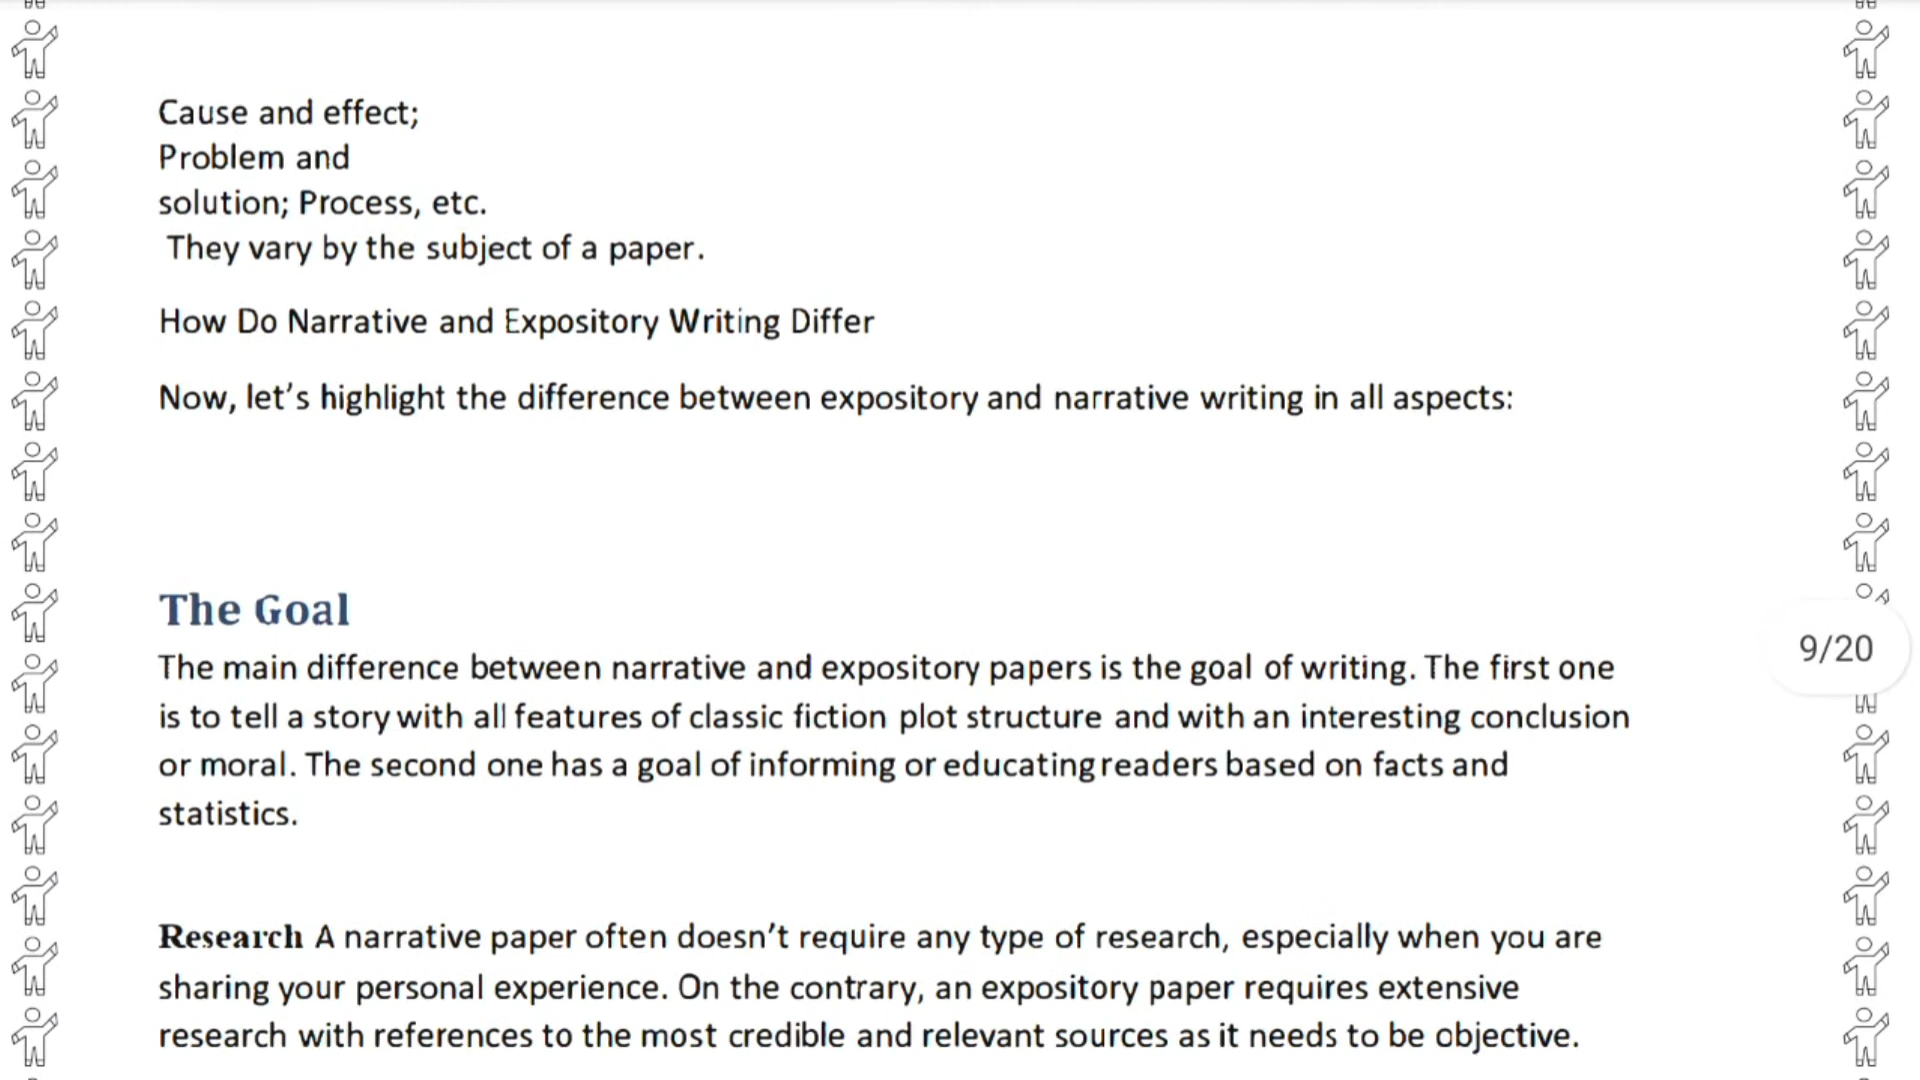 Cause and effect;
Problem and
solution; Process, etc.
They vary by the subject of a paper.
How Do Narrative and Expository Writing Differ
Now, let's highlight the difference between expository and narrative writing in all aspects:
The Goal
The main difference between narrative and expository papers is the goal of writing. The first one
is to tell a story with all features of classic fiction plot structure and with an interesting conclusion
or moral. The second one has a goal of informing or educating readers based on facts and
statistics.
9/20
Research A narrative paper often doesn't require any type of research, especially when you are
sharing your personal experience. On the contrary, an expository paper requires extensive
research with references to the most credible and relevant sources as it needs to be objective.